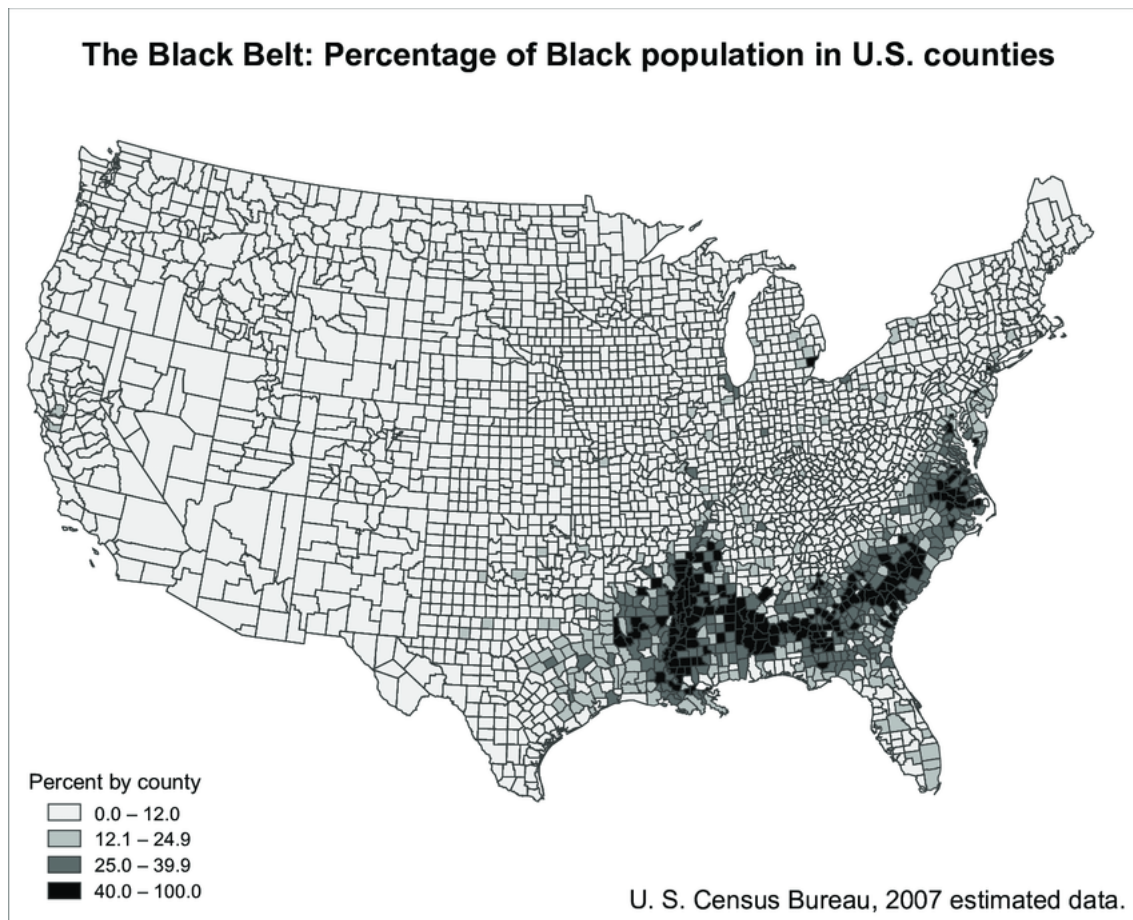 The Black Belt: Percentage of Black population in U.S. counties
Percent by county
0.0 – 12.0
12.1 – 24.9
25.0 – 39.9
40.0 – 100.0
U. S. Census Bureau, 2007 estimated data.